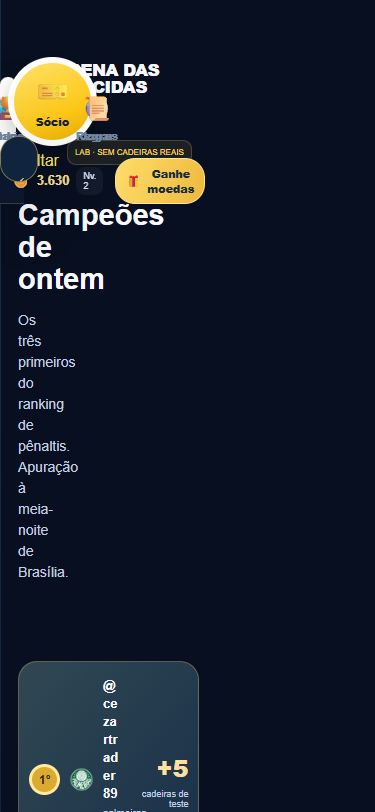 ENA DAS
CIDAS
Sócio
ltar
LAB · SEM CADEIRAS REAIS
3.630
Nv.
2
Ganhe
moedas
Campeões
de
ontem
Os
três
primeiros
do
ranking
de
pênaltis.
Apuração
à
meia-
noite
de
Brasília.
1º
@
ce
za
rtr
ad
er
89
+5
cadeiras de
teste